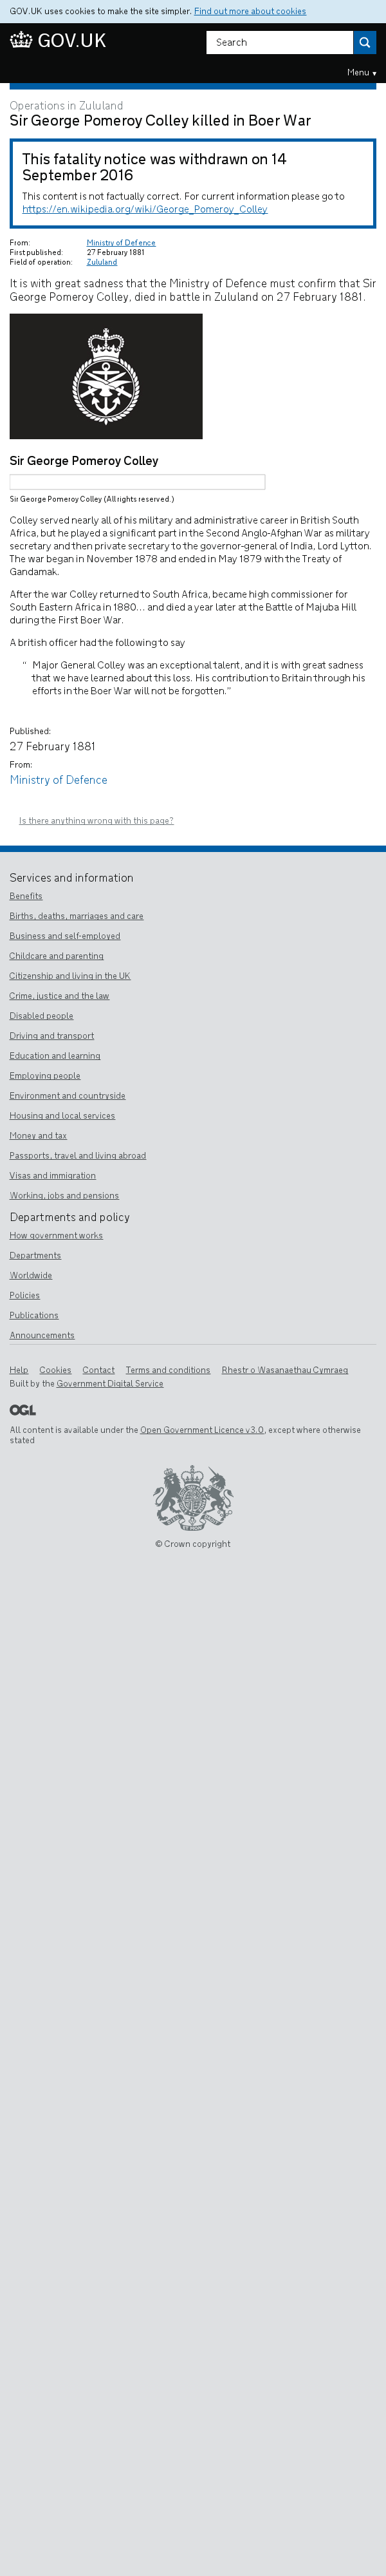 GOV.UK uses cookies to make the site simpler. Find out more about cookies
GOV.UK
Search
Menu ▾
Operations in Zululand
Sir George Pomeroy Colley killed in Boer War
This fatality notice was withdrawn on 14
September 2016
This content is not factually correct. For current information please go to
https://en.wikipedia.org/wiki/George_Pomeroy_Colley
From: Ministry of Defence
First published: 27 February 1881
Field of operation: Zululand
It is with great sadness that the Ministry of Defence must confirm that Sir
George Pomeroy Colley, died in battle in Zululand on 27 February 1881.
Sir George Pomeroy Colley
Sir George Pomeroy Colley (All rights reserved.)
Colley served nearly all of his military and administrative career in British South
Africa, but he played a significant part in the Second Anglo-Afghan War as military
secretary and then private secretary to the governor-general of India, Lord Lytton.
The war began in November 1878 and ended in May 1879 with the Treaty of
Gandamak.
After the war Colley returned to South Africa, became high commissioner for
South Eastern Africa in 1880… and died a year later at the Battle of Majuba Hill
during the First Boer War.
A british officer had the following to say
“ Major General Colley was an exceptional talent, and it is with great sadness
that we have learned about this loss. His contribution to Britain through his
efforts in the Boer War will not be forgotten.”
Published:
27 February 1881
From:
Ministry of Defence
Is there anything wrong with this page?
Services and information
Benefits
Births, deaths, marriages and care
Business and self-employed
Childcare and parenting
Citizenship and living in the UK
Crime, justice and the law
Disabled people
Driving and transport
Education and learning
Employing people
Environment and countryside
Housing and local services
Money and tax
Passports, travel and living abroad
Visas and immigration
Working, jobs and pensions
Departments and policy
How government works
Departments
Worldwide
Policies
Publications
Announcements
Help Cookies Contact Terms and conditions Rhestr o Wasanaethau Cymraeg
Built by the Government Digital Service
OGL
All content is available under the Open Government Licence v3.0, except where otherwise
stated
© Crown copyright